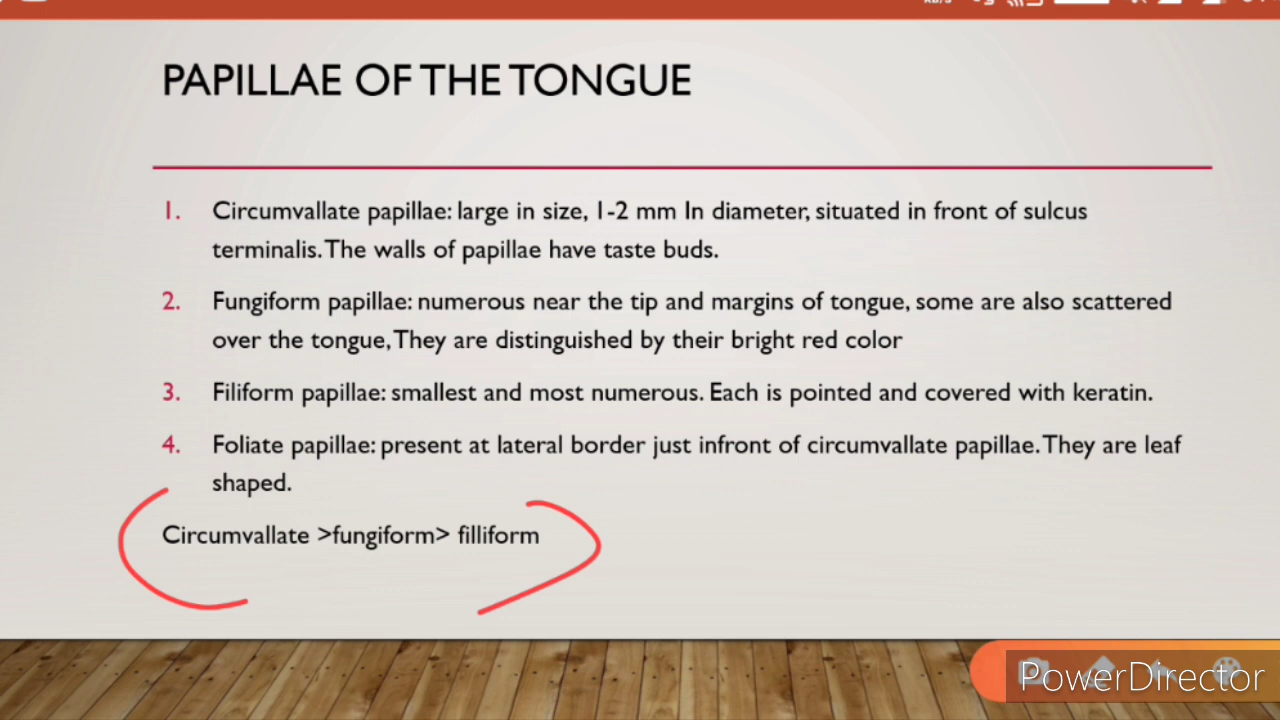 PAPILLAE OF THE TONGUE
1. Circumvallate papillae: large in size, 1-2 mm In diameter, situated in front of sulcus
terminalis. The walls of papillae have taste buds.
2. Fungiform papillae: numerous near the tip and margins of tongue, some are also scattered
over the tongue, They are distinguished by their bright red color
3. Filiform papillae: smallest and most numerous. Each is pointed and covered with keratin.
4. Foliate papillae: present at lateral border just infront of circumvallate papillae. They are leaf
shaped.
Circumvallate >fungiform> filliform
PowerDirector